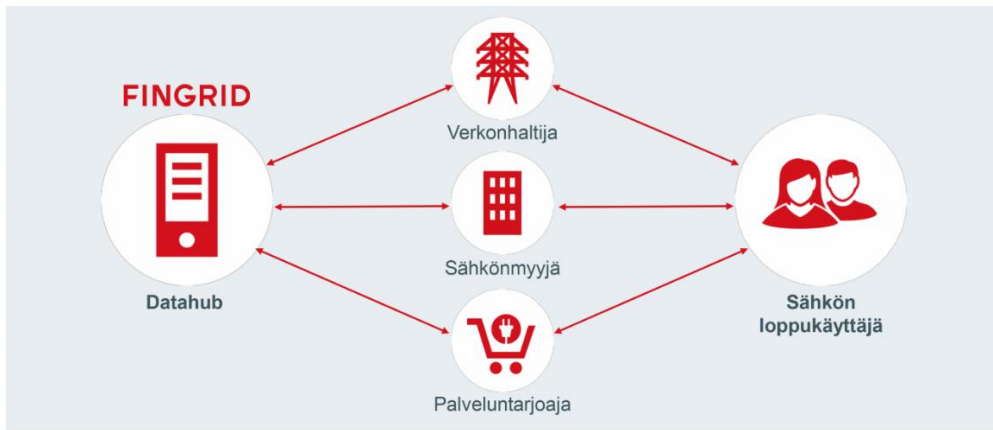 FINGRID
Datahub
Verkonhaltija
Sähkönmyyjä
Palveluntarjoaja
Sähkön
loppukäyttäjä